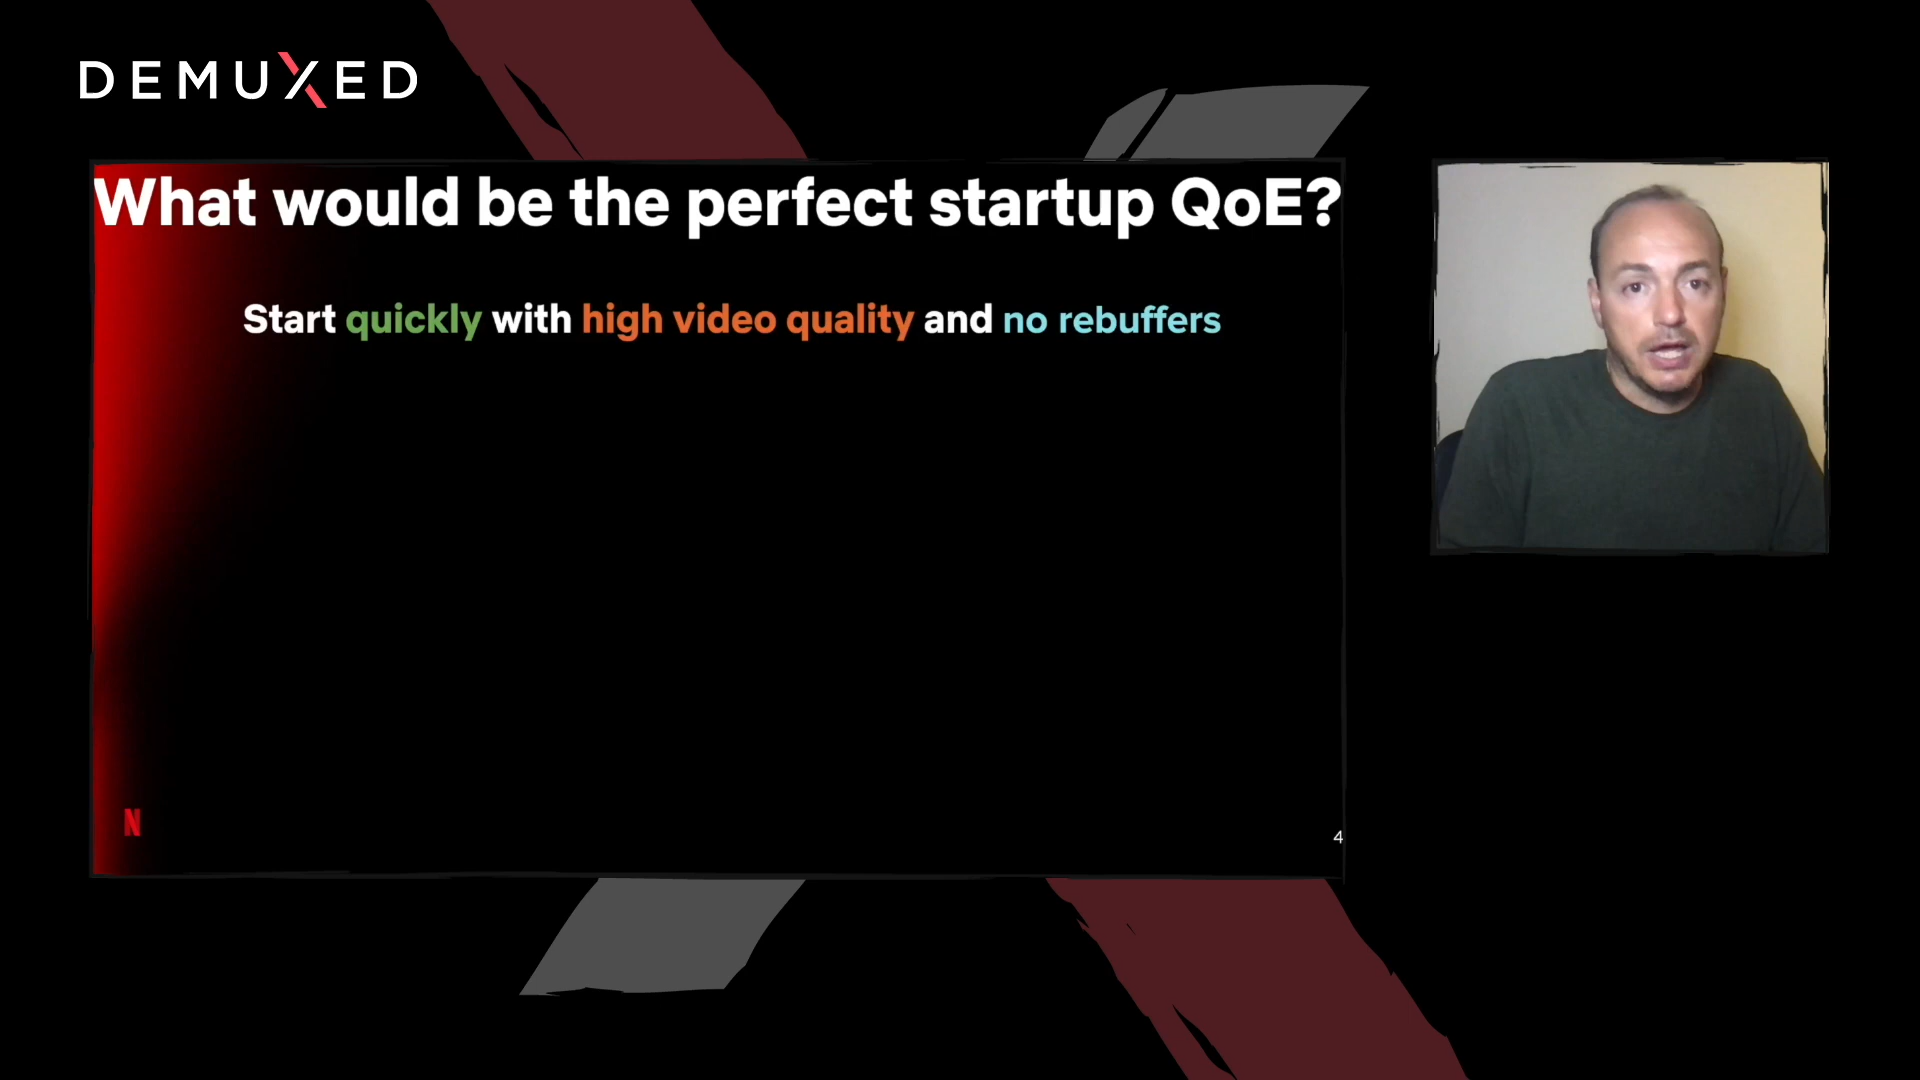 DEMUXED
What would be the perfect startup QoE?
Start quickly with high video quality and no rebuffers
N
4